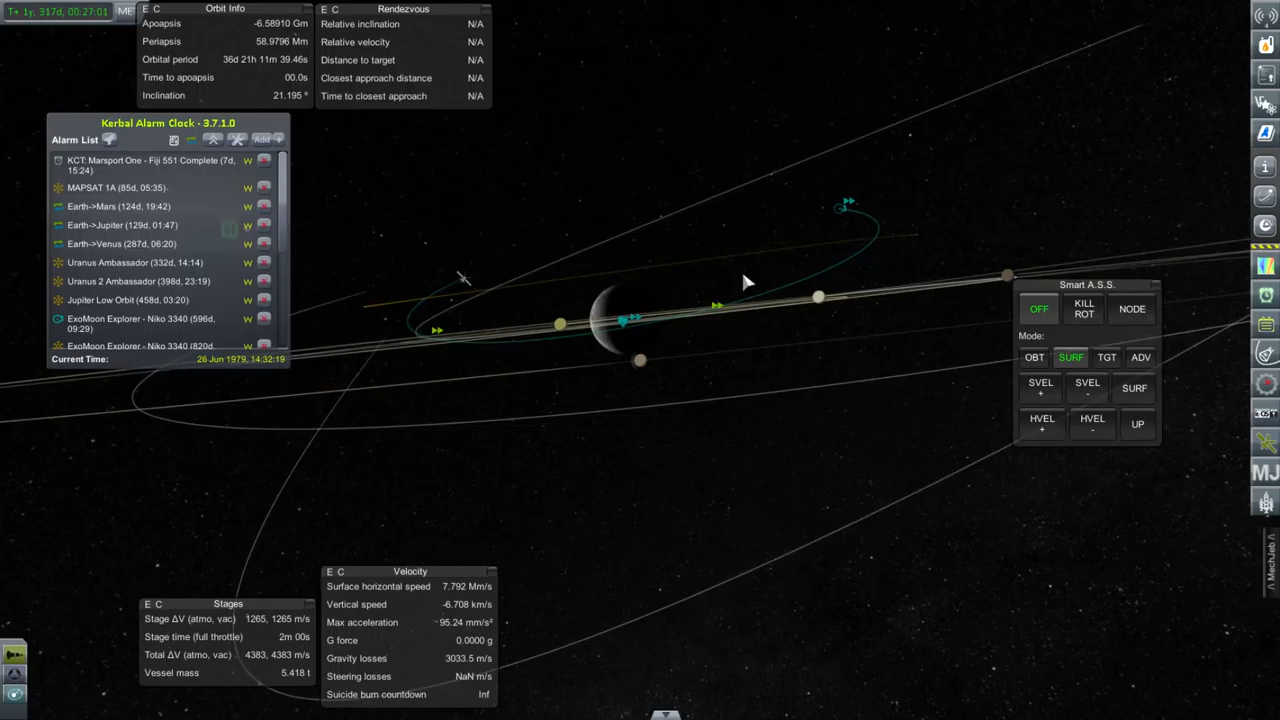 T+ 1y, 317d, 00:27:01
MET
E C Orbit Info
Apoapsis -6.58910 Gm
Periapsis 58.9796 Mm
Orbital period 36d 21h 11m 39.46s
Time to apoapsis 00.0s
Inclination 21.195 º
E C Rendezvous
Relative inclination N/A
Relative velocity N/A
Distance to target N/A
Closest approach distance N/A
Time to closest approach N/A
Kerbal Alarm Clock - 3.7.1.0
Alarm List Add +
KCT: Marsport One - Fiji 551 Complete (7d, W
15:24)
MAPSAT 1A (85d, 05:35) W
Earth->Mars (124d, 19:42) W
Earth->Jupiter (129d, 01:47) W
Earth->Venus (287d, 06:20) W
Uranus Ambassador (332d, 14:14) W
Uranus 2 Ambassador (398d, 23:19) W
Jupiter Low Orbit (458d, 03:20) W
ExoMoon Explorer - Niko 3340 (596d, W
09:29)
ExoMoon Explorer - Niko 3340 (820d, W
Current Time: 26 Jun 1979, 14:32:19
Smart A.S.S.
OFF KILL ROT NODE
Mode:
OBT SURF TGT ADV
SVEL + SVEL - SURF
HVEL + HVEL - UP
MJ
/\ MechJeb /\
E C Stages
Stage ΔV (atmo, vac) 1265, 1265 m/s
Stage time (full throttle) 2m 00s
Total ΔV (atmo, vac) 4383, 4383 m/s
Vessel mass 5.418 t
E C Velocity
Surface horizontal speed 7.792 Mm/s
Vertical speed -6.708 km/s
Max acceleration 95.24 mm/s²
G force 0.0000 g
Gravity losses 3033.5 m/s
Steering losses NaN m/s
Suicide burn countdown Inf